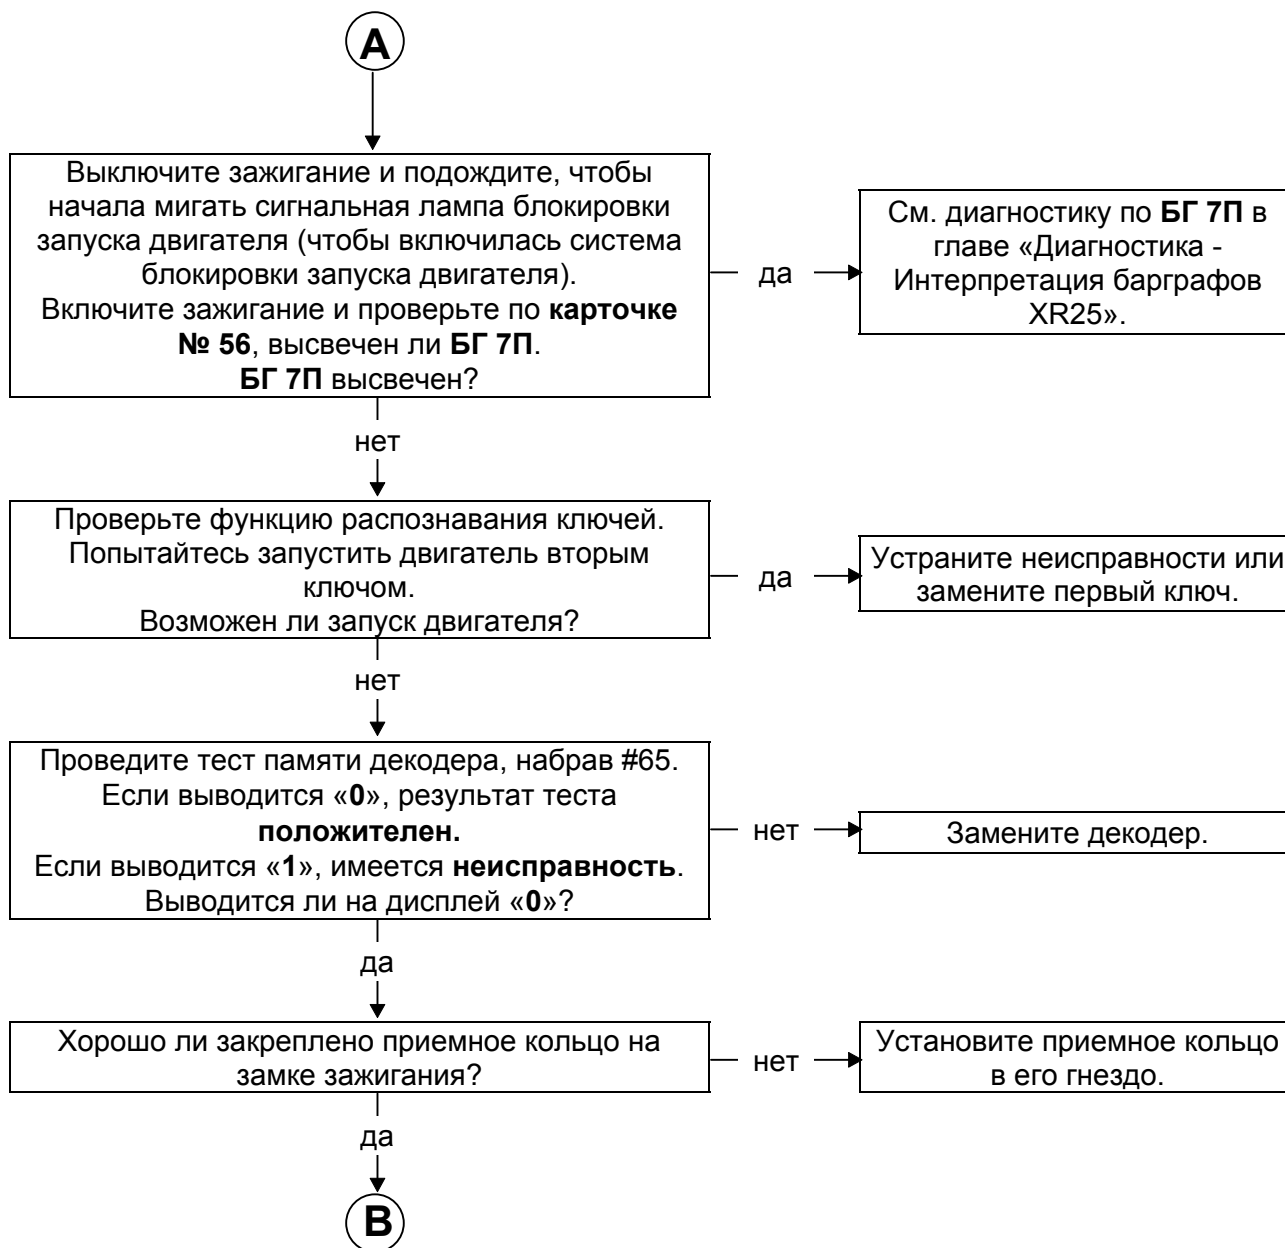 A
Выключите зажигание и подождите, чтобы
начала мигать сигнальная лампа блокировки
запуска двигателя (чтобы включилась система
блокировки запуска двигателя).
Включите зажигание и проверьте по карточке
№ 56, высвечен ли БГ 7П.
БГ 7П высвечен?
да
См. диагностику по БГ 7П в
главе «Диагностика -
Интерпретация барграфов
XR25».
нет
Проверьте функцию распознавания ключей.
Попытайтесь запустить двигатель вторым
ключом.
Возможен ли запуск двигателя?
да
Устраните неисправности или
замените первый ключ.
нет
Проведите тест памяти декодера, набрав #65.
Если выводится «0», результат теста
положителен.
Если выводится «1», имеется неисправность.
Выводится ли на дисплей «0»?
нет
Замените декодер.
да
Хорошо ли закреплено приемное кольцо на
замке зажигания?
нет
Установите приемное кольцо
в его гнездо.
да
B